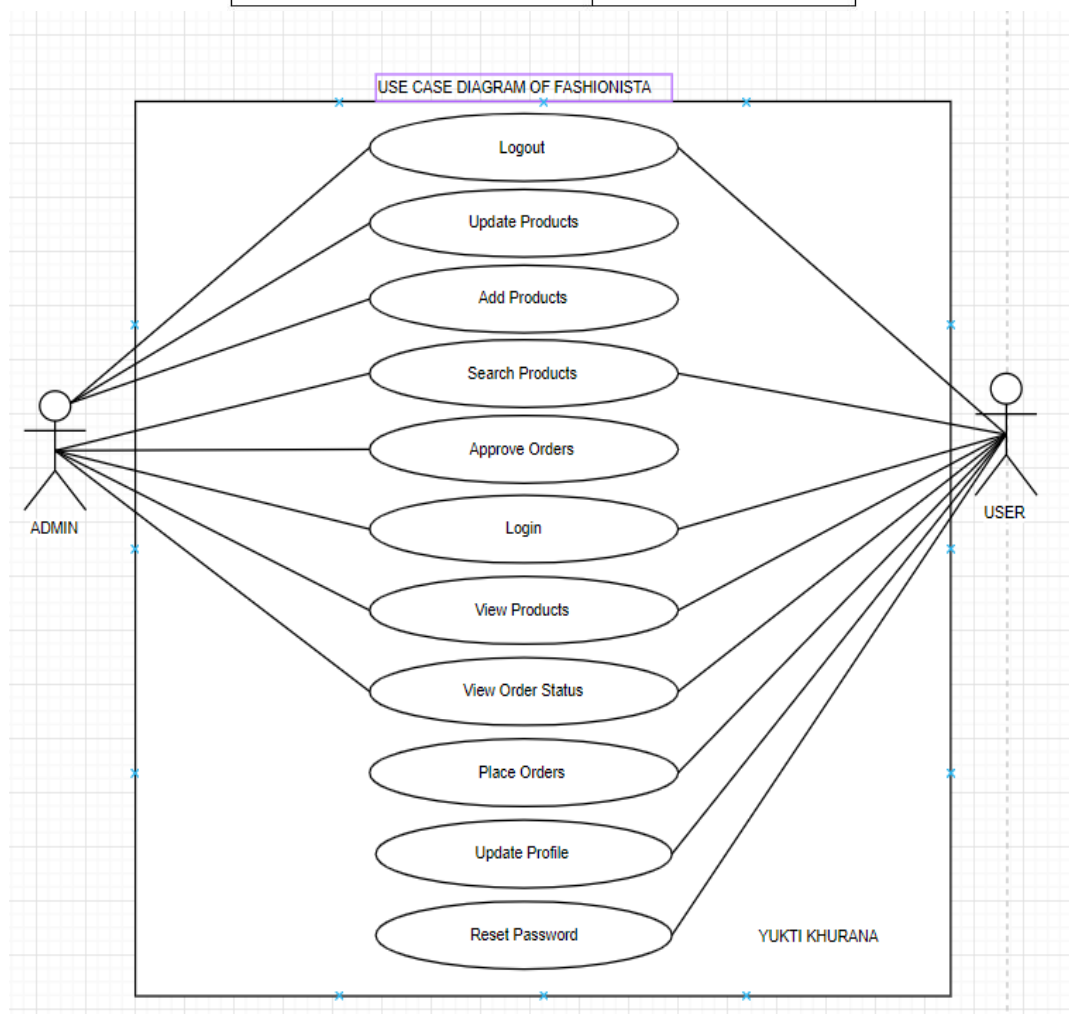 USE CASE DIAGRAM OF FASHIONISTA
Logout
Update Products
Add Products
Search Products
Approve Orders
Login
ADMIN
USER
View Products
View Order Status
Place Orders
Update Profile
Reset Password
YUKTI KHURANA